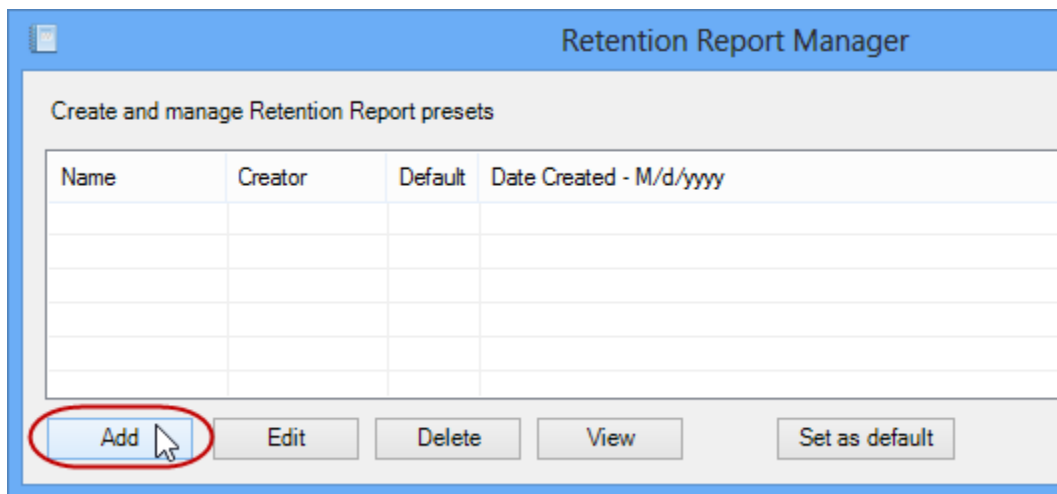 Retention Report Manager
Create and manage Retention Report presets
Name Creator Default Date Created - M/d/yyyy
Add Edit Delete View Set as default